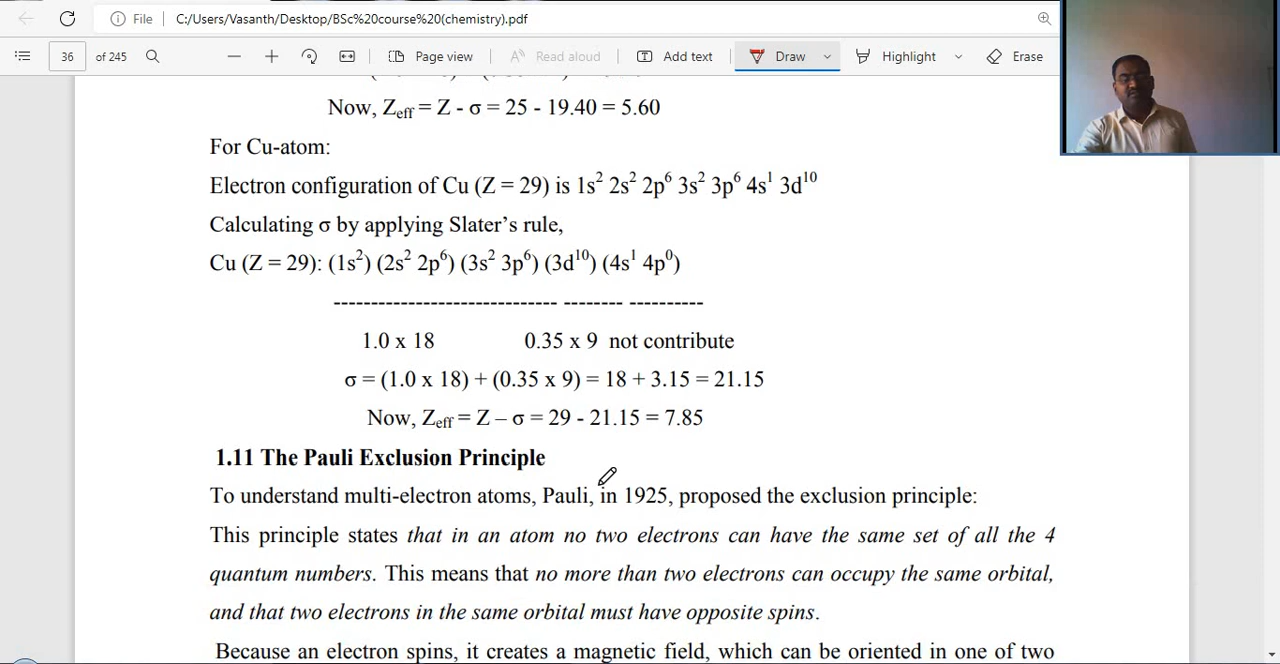 File C:/Users/Vasanth/Desktop/BSc%20course%20(chemistry).pdf
36 of 245 Page view Read aloud Add text Draw Highlight Erase
Now, Zeff = Z - σ = 25 - 19.40 = 5.60
For Cu-atom:
Electron configuration of Cu (Z = 29) is 1s² 2s² 2p⁶ 3s² 3p⁶ 4s¹ 3d¹⁰
Calculating σ by applying Slater’s rule,
Cu (Z = 29): (1s²) (2s² 2p⁶) (3s² 3p⁶) (3d¹⁰) (4s¹ 4p⁰)
------------------------------ -------- ----------
1.0 x 18 0.35 x 9 not contribute
σ = (1.0 x 18) + (0.35 x 9) = 18 + 3.15 = 21.15
Now, Zeff = Z – σ = 29 - 21.15 = 7.85
1.11 The Pauli Exclusion Principle
To understand multi-electron atoms, Pauli, in 1925, proposed the exclusion principle:
This principle states that in an atom no two electrons can have the same set of all the 4
quantum numbers. This means that no more than two electrons can occupy the same orbital,
and that two electrons in the same orbital must have opposite spins.
Because an electron spins, it creates a magnetic field, which can be oriented in one of two